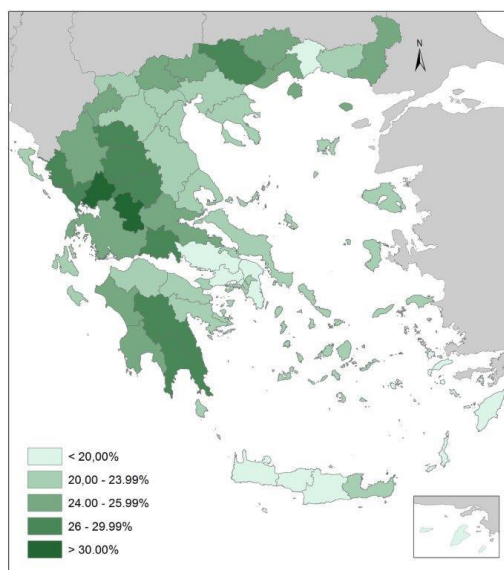 N
< 20,00%
20,00 - 23.99%
24.00 - 25.99%
26 - 29.99%
> 30.00%